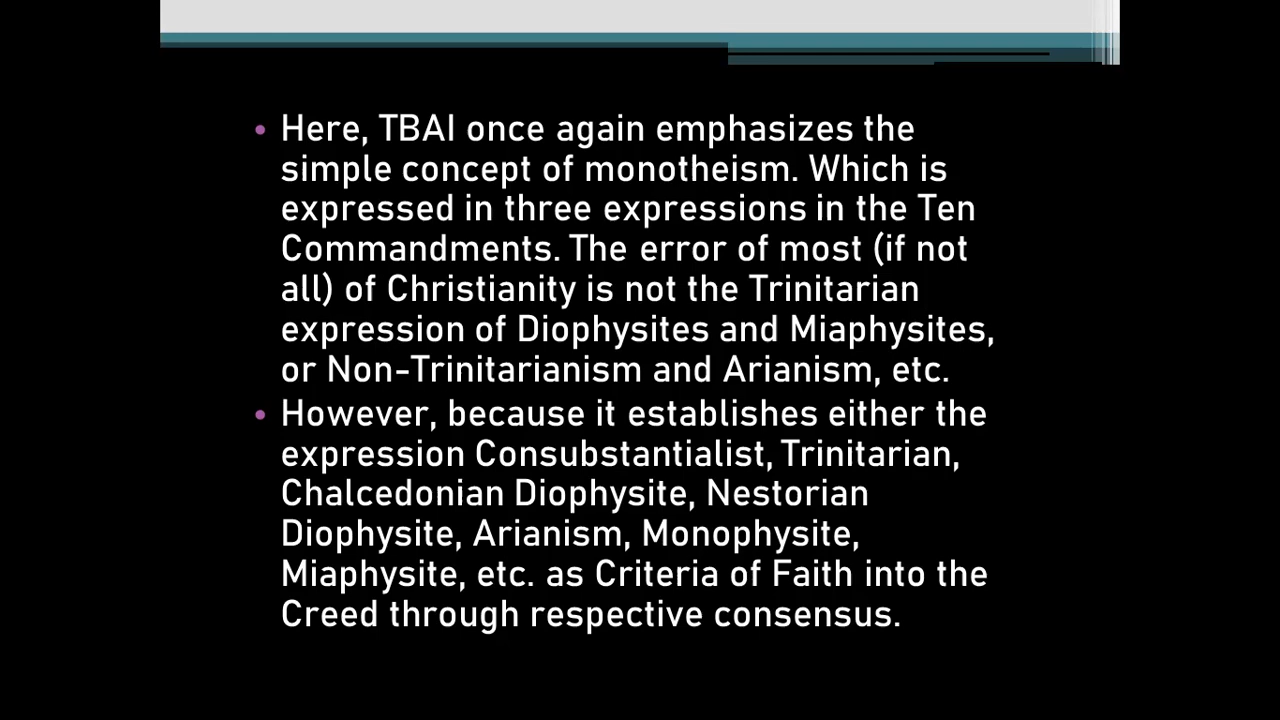 • Here, TBAI once again emphasizes the
simple concept of monotheism. Which is
expressed in three expressions in the Ten
Commandments. The error of most (if not
all) of Christianity is not the Trinitarian
expression of Diophysites and Miaphysites,
or Non-Trinitarianism and Arianism, etc.
• However, because it establishes either the
expression Consubstantialist, Trinitarian,
Chalcedonian Diophysite, Nestorian
Diophysite, Arianism, Monophysite,
Miaphysite, etc. as Criteria of Faith into the
Creed through respective consensus.